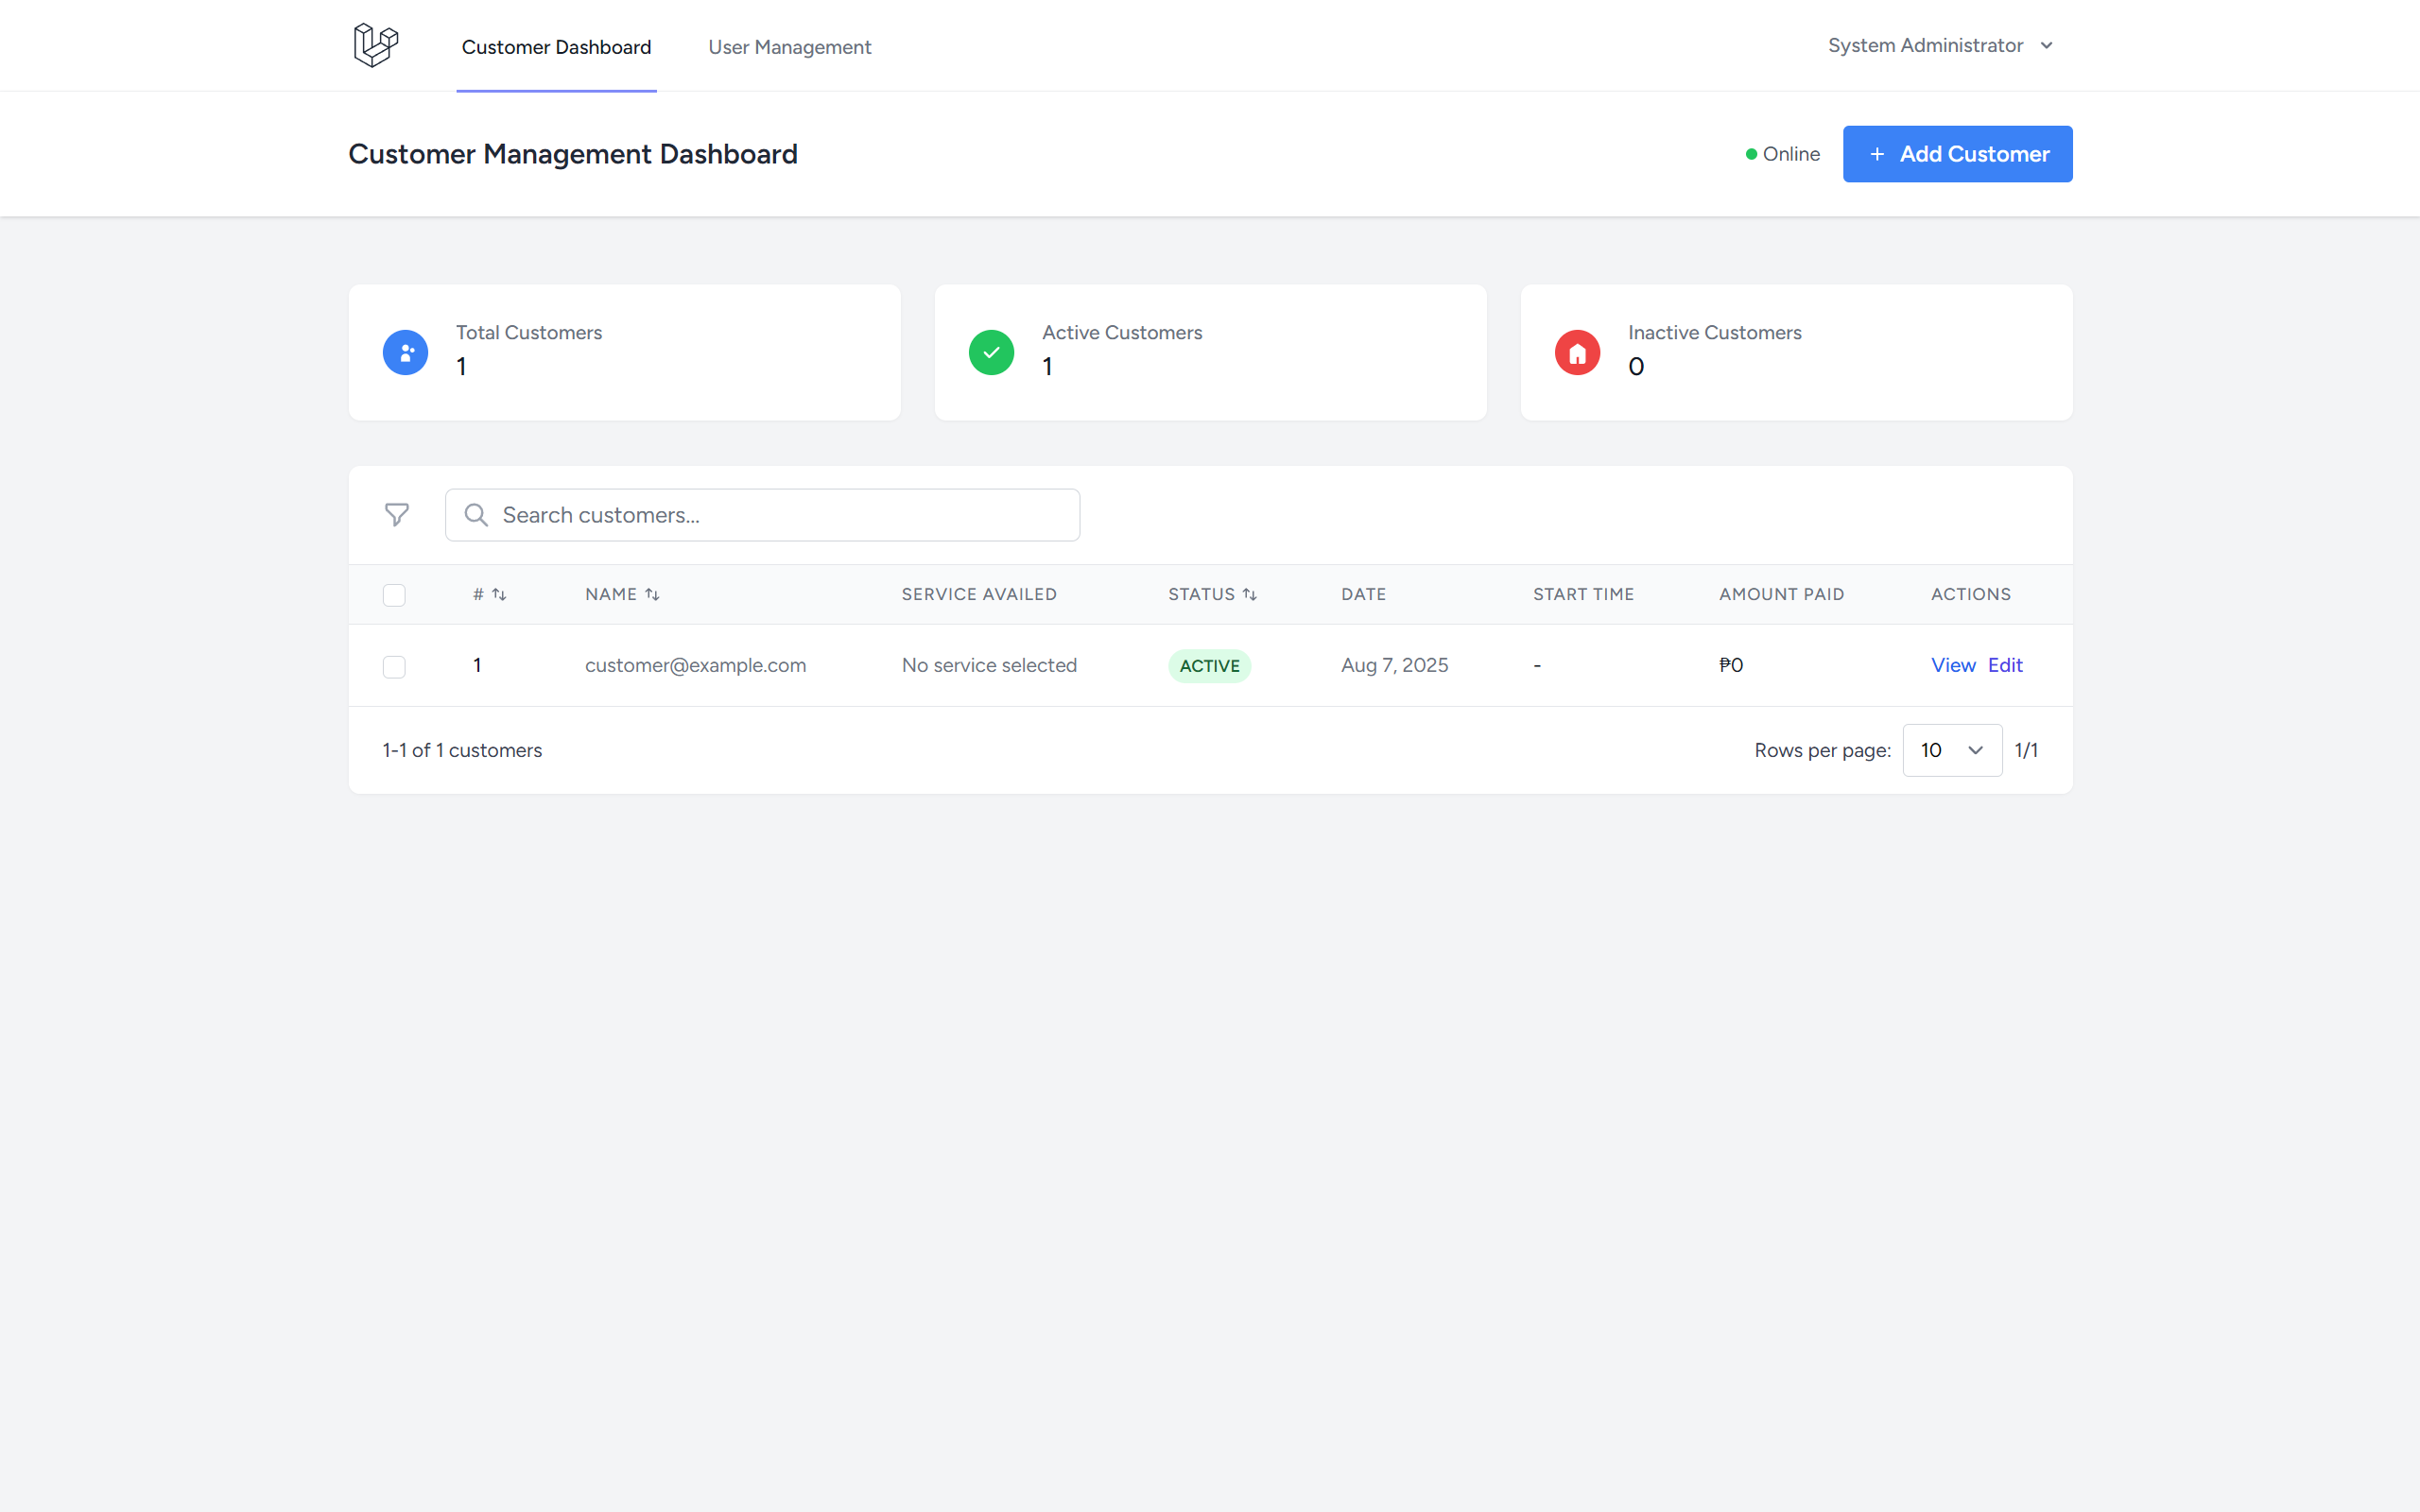 Customer Dashboard User Management System Administrator
Customer Management Dashboard Online + Add Customer
Total Customers
1
Active Customers
1
Inactive Customers
0
Search customers...
# NAME SERVICE AVAILED STATUS DATE START TIME AMOUNT PAID ACTIONS
1 customer@example.com No service selected ACTIVE Aug 7, 2025 - ₱0 View Edit
1-1 of 1 customers Rows per page: 10 1/1